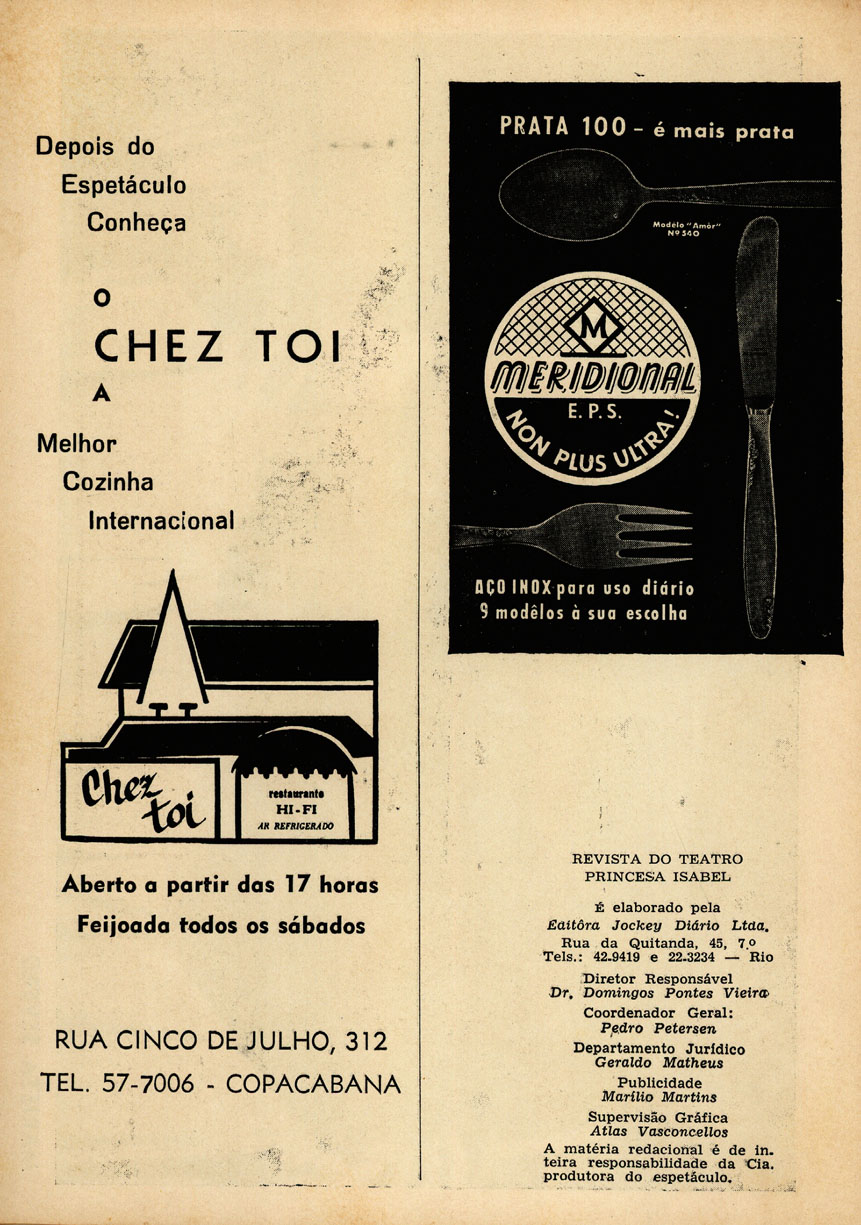 Depois do
Espetáculo
Conheça
O
CHEZ TOI
A
Melhor
Cozinha
Internacional
Chez
toi
restaurante
HI-FI
AR REFRIGERADO
Aberto a partir das 17 horas
Feijoada todos os sábados
RUA CINCO DE JULHO, 312
TEL. 57-7006 - COPACABANA
PRATA 100 - é mais prata
Modêlo "Amôr"
Nº 540
M
MERIDIONAL
E.P.S.
NON PLUS ULTRA!
AÇO INOX para uso diário
9 modêlos à sua escolha
REVISTA DO TEATRO
PRINCESA ISABEL
É elaborado pela
Editôra Jockey Diário Ltda.
Rua da Quitanda, 45, 7.º
Tels.: 42-9419 e 22-3234 — Rio
Diretor Responsável
Dr. Domingos Pontes Vieira
Coordenador Geral:
Pedro Petersen
Departamento Jurídico
Geraldo Matheus
Publicidade
Marílio Martins
Supervisão Gráfica
Atlas Vasconcellos
A matéria redacional é de in-
teira responsabilidade da Cia.
produtora do espetáculo.